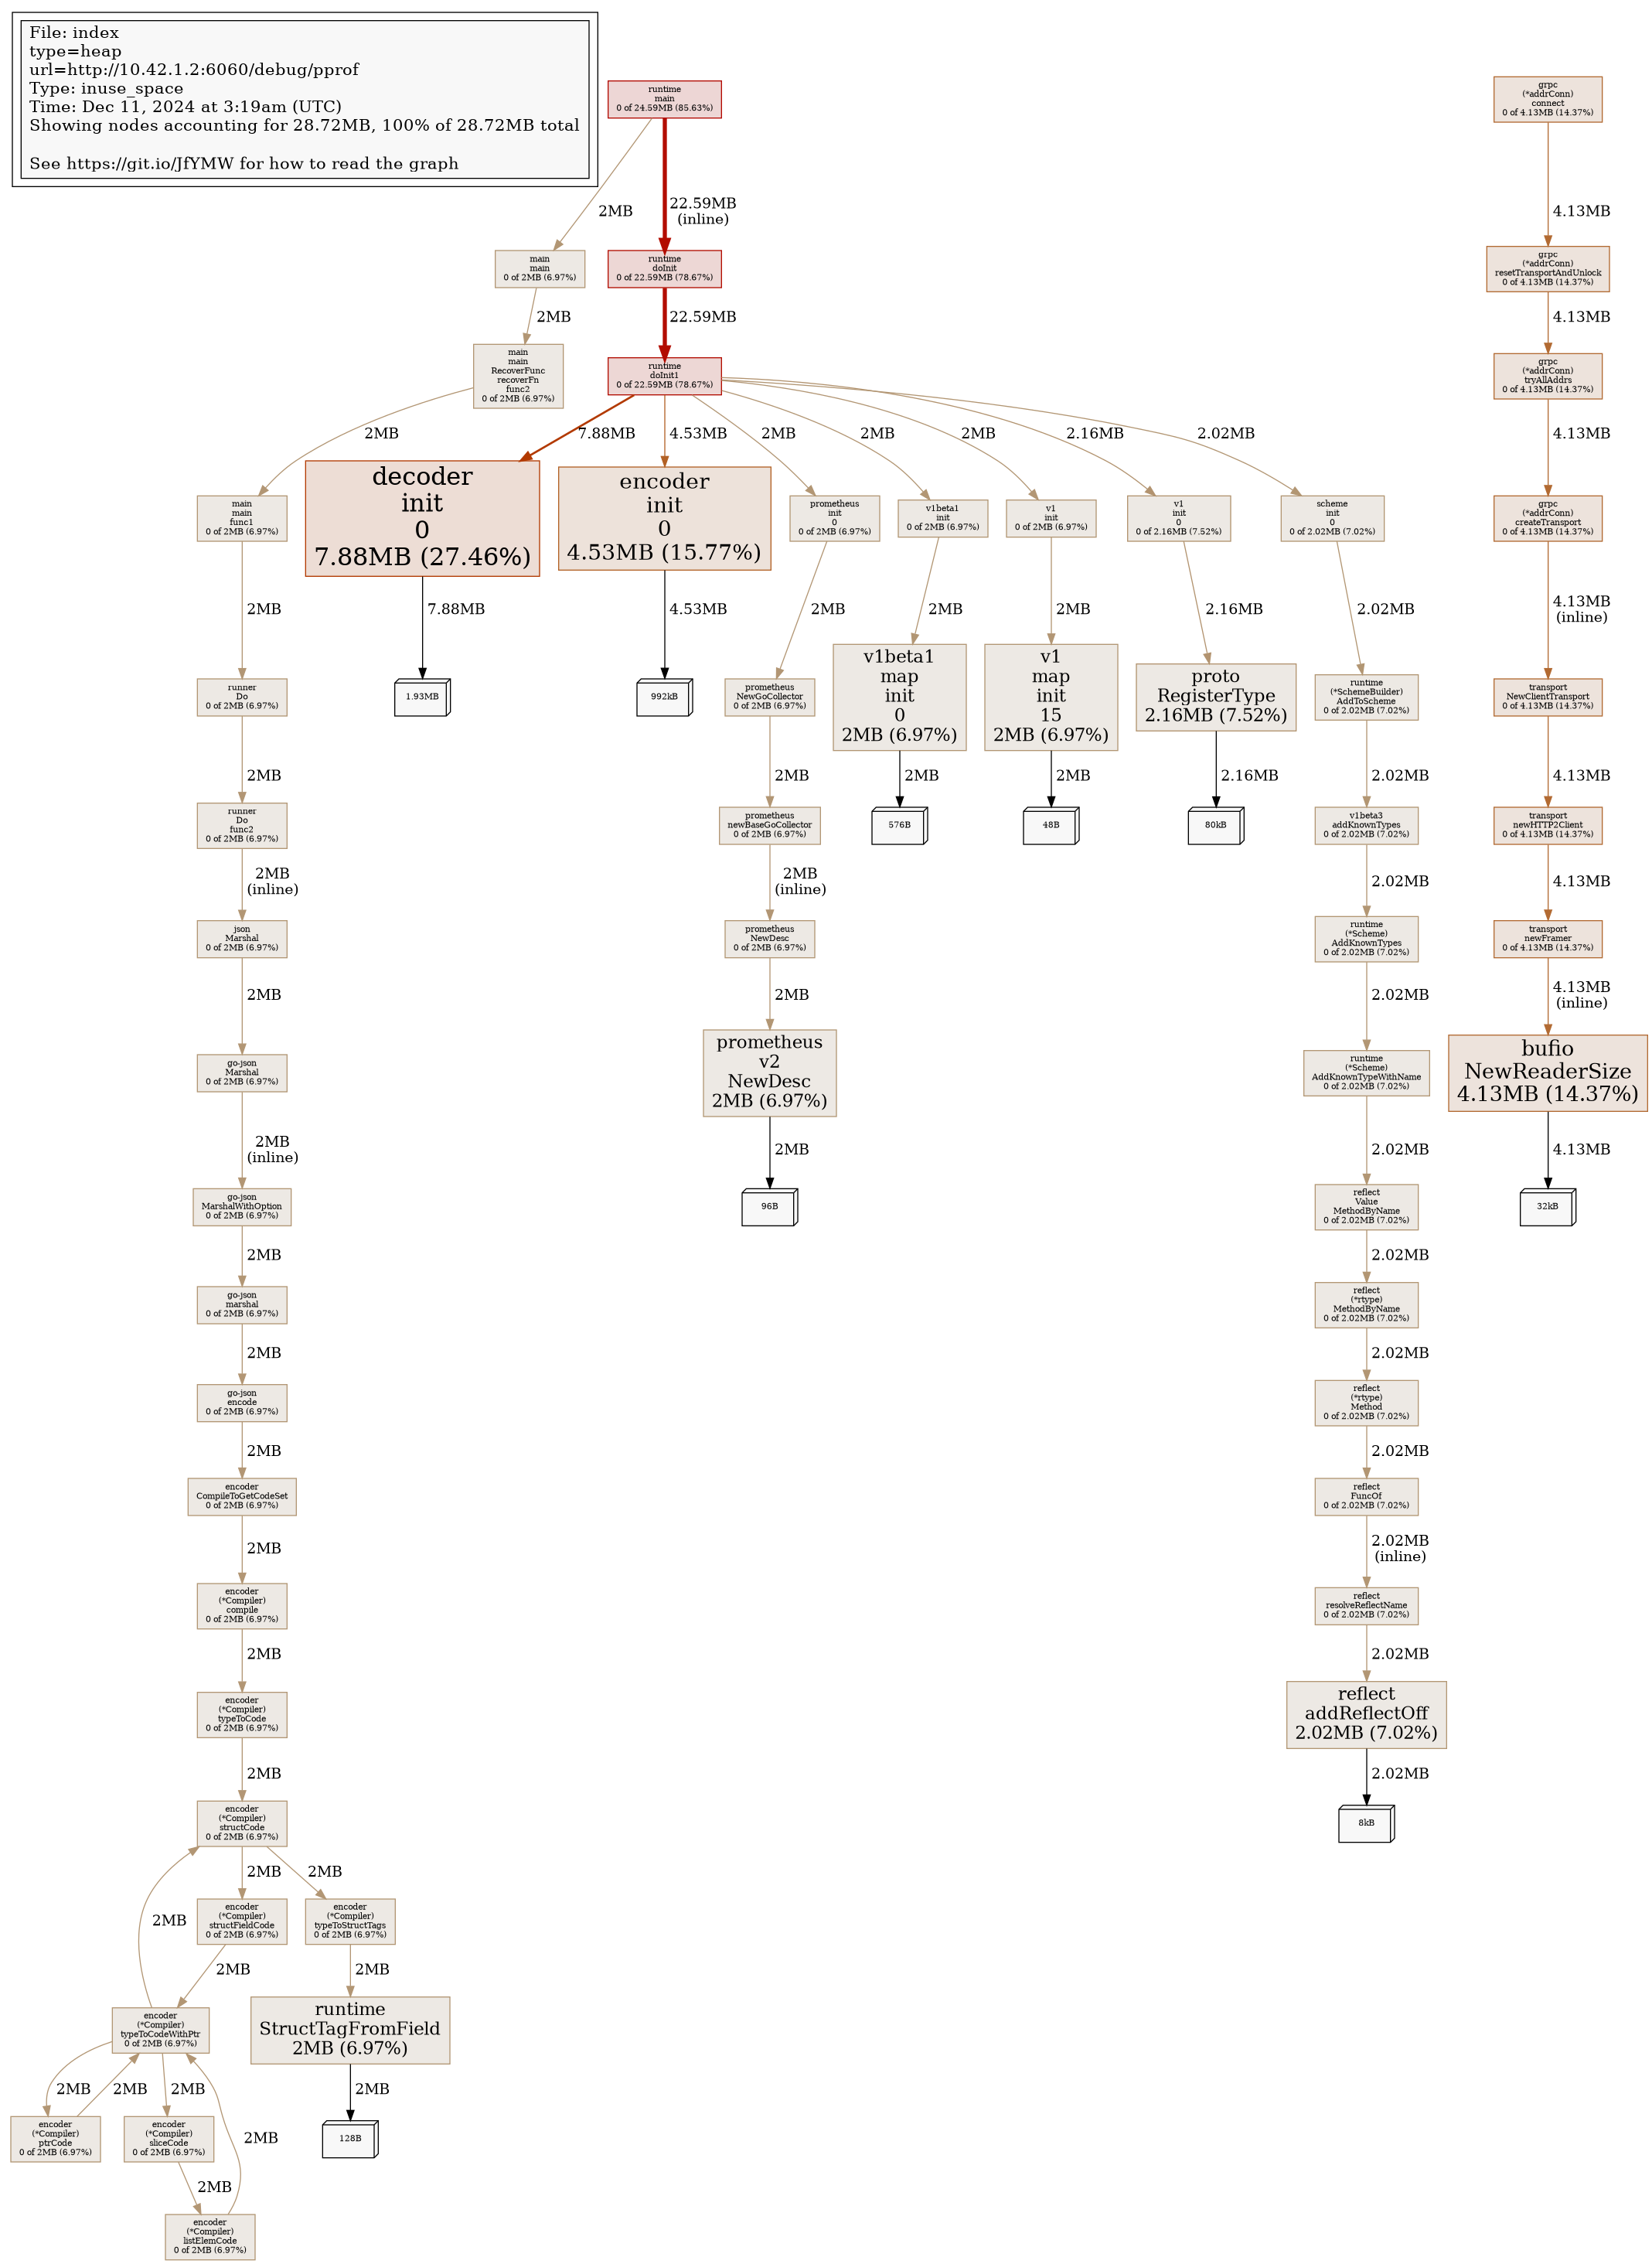 File: index
type=heap
url=http://10.42.1.2:6060/debug/pprof
Type: inuse_space
Time: Dec 11, 2024 at 3:19am (UTC)
Showing nodes accounting for 28.72MB, 100% of 28.72MB total
See https://git.io/JfYMW for how to read the graph
runtime
main
0 of 24.59MB (85.63%)
grpc
(*addrConn)
connect
0 of 4.13MB (14.37%)
2MB
22.59MB
(inline)
4.13MB
main
main
0 of 2MB (6.97%)
runtime
doInit
0 of 22.59MB (78.67%)
grpc
(*addrConn)
resetTransportAndUnlock
0 of 4.13MB (14.37%)
2MB
22.59MB
4.13MB
main
main
RecoverFunc
recoverFn
func2
0 of 2MB (6.97%)
runtime
doInit1
0 of 22.59MB (78.67%)
grpc
(*addrConn)
tryAllAddrs
0 of 4.13MB (14.37%)
2MB
7.88MB
4.53MB
2MB
2MB
2MB
2.16MB
2.02MB
4.13MB
main
main
func1
0 of 2MB (6.97%)
decoder
init
0
7.88MB (27.46%)
encoder
init
0
4.53MB (15.77%)
prometheus
init
0
0 of 2MB (6.97%)
v1beta1
init
0 of 2MB (6.97%)
v1
init
0 of 2MB (6.97%)
v1
init
0
0 of 2.16MB (7.52%)
scheme
init
0
0 of 2.02MB (7.02%)
grpc
(*addrConn)
createTransport
0 of 4.13MB (14.37%)
2MB
7.88MB
4.53MB
2MB
2MB
2MB
2.16MB
2.02MB
4.13MB
(inline)
runner
Do
0 of 2MB (6.97%)
1.93MB
992kB
prometheus
NewGoCollector
0 of 2MB (6.97%)
v1beta1
map
init
0
2MB (6.97%)
v1
map
init
15
2MB (6.97%)
proto
RegisterType
2.16MB (7.52%)
runtime
(*SchemeBuilder)
AddToScheme
0 of 2.02MB (7.02%)
transport
NewClientTransport
0 of 4.13MB (14.37%)
2MB
2MB
2MB
2MB
2.16MB
2.02MB
4.13MB
runner
Do
func2
0 of 2MB (6.97%)
prometheus
newBaseGoCollector
0 of 2MB (6.97%)
576B
48B
80kB
v1beta3
addKnownTypes
0 of 2.02MB (7.02%)
transport
newHTTP2Client
0 of 4.13MB (14.37%)
2MB
(inline)
2MB
(inline)
2.02MB
4.13MB
json
Marshal
0 of 2MB (6.97%)
prometheus
NewDesc
0 of 2MB (6.97%)
runtime
(*Scheme)
AddKnownTypes
0 of 2.02MB (7.02%)
transport
newFramer
0 of 4.13MB (14.37%)
2MB
2MB
2.02MB
4.13MB
(inline)
go-json
Marshal
0 of 2MB (6.97%)
prometheus
v2
NewDesc
2MB (6.97%)
runtime
(*Scheme)
AddKnownTypeWithName
0 of 2.02MB (7.02%)
bufio
NewReaderSize
4.13MB (14.37%)
2MB
(inline)
2MB
2.02MB
4.13MB
go-json
MarshalWithOption
0 of 2MB (6.97%)
96B
reflect
Value
MethodByName
0 of 2.02MB (7.02%)
32kB
2MB
2.02MB
go-json
marshal
0 of 2MB (6.97%)
reflect
(*rtype)
MethodByName
0 of 2.02MB (7.02%)
2MB
2.02MB
go-json
encode
0 of 2MB (6.97%)
reflect
(*rtype)
Method
0 of 2.02MB (7.02%)
2MB
2.02MB
encoder
CompileToGetCodeSet
0 of 2MB (6.97%)
reflect
FuncOf
0 of 2.02MB (7.02%)
2MB
2.02MB
(inline)
encoder
(*Compiler)
compile
0 of 2MB (6.97%)
reflect
resolveReflectName
0 of 2.02MB (7.02%)
2MB
2.02MB
encoder
(*Compiler)
typeToCode
0 of 2MB (6.97%)
reflect
addReflectOff
2.02MB (7.02%)
2MB
2.02MB
encoder
(*Compiler)
structCode
0 of 2MB (6.97%)
8kB
2MB
2MB
2MB
encoder
(*Compiler)
structFieldCode
0 of 2MB (6.97%)
encoder
(*Compiler)
typeToStructTags
0 of 2MB (6.97%)
2MB
2MB
encoder
(*Compiler)
typeToCodeWithPtr
0 of 2MB (6.97%)
runtime
StructTagFromField
2MB (6.97%)
2MB
2MB
2MB
2MB
encoder
(*Compiler)
ptrCode
0 of 2MB (6.97%)
encoder
(*Compiler)
sliceCode
0 of 2MB (6.97%)
128B
2MB
2MB
encoder
(*Compiler)
listElemCode
0 of 2MB (6.97%)